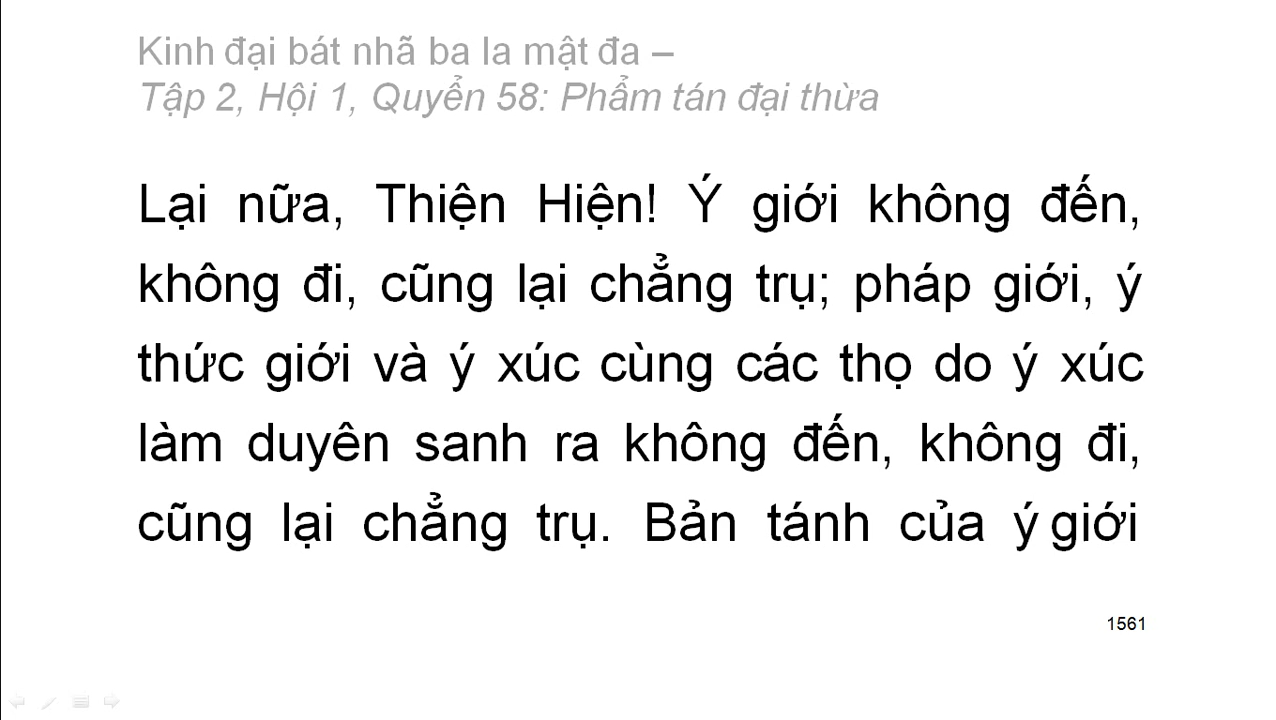 Kinh đại bát nhã ba la mật đa –
Tập 2, Hội 1, Quyển 58: Phẩm tán đại thừa
Lại nữa, Thiện Hiện! Ý giới không đến,
không đi, cũng lại chẳng trụ; pháp giới, ý
thức giới và ý xúc cùng các thọ do ý xúc
làm duyên sanh ra không đến, không đi,
cũng lại chẳng trụ. Bản tánh của ý giới
1561